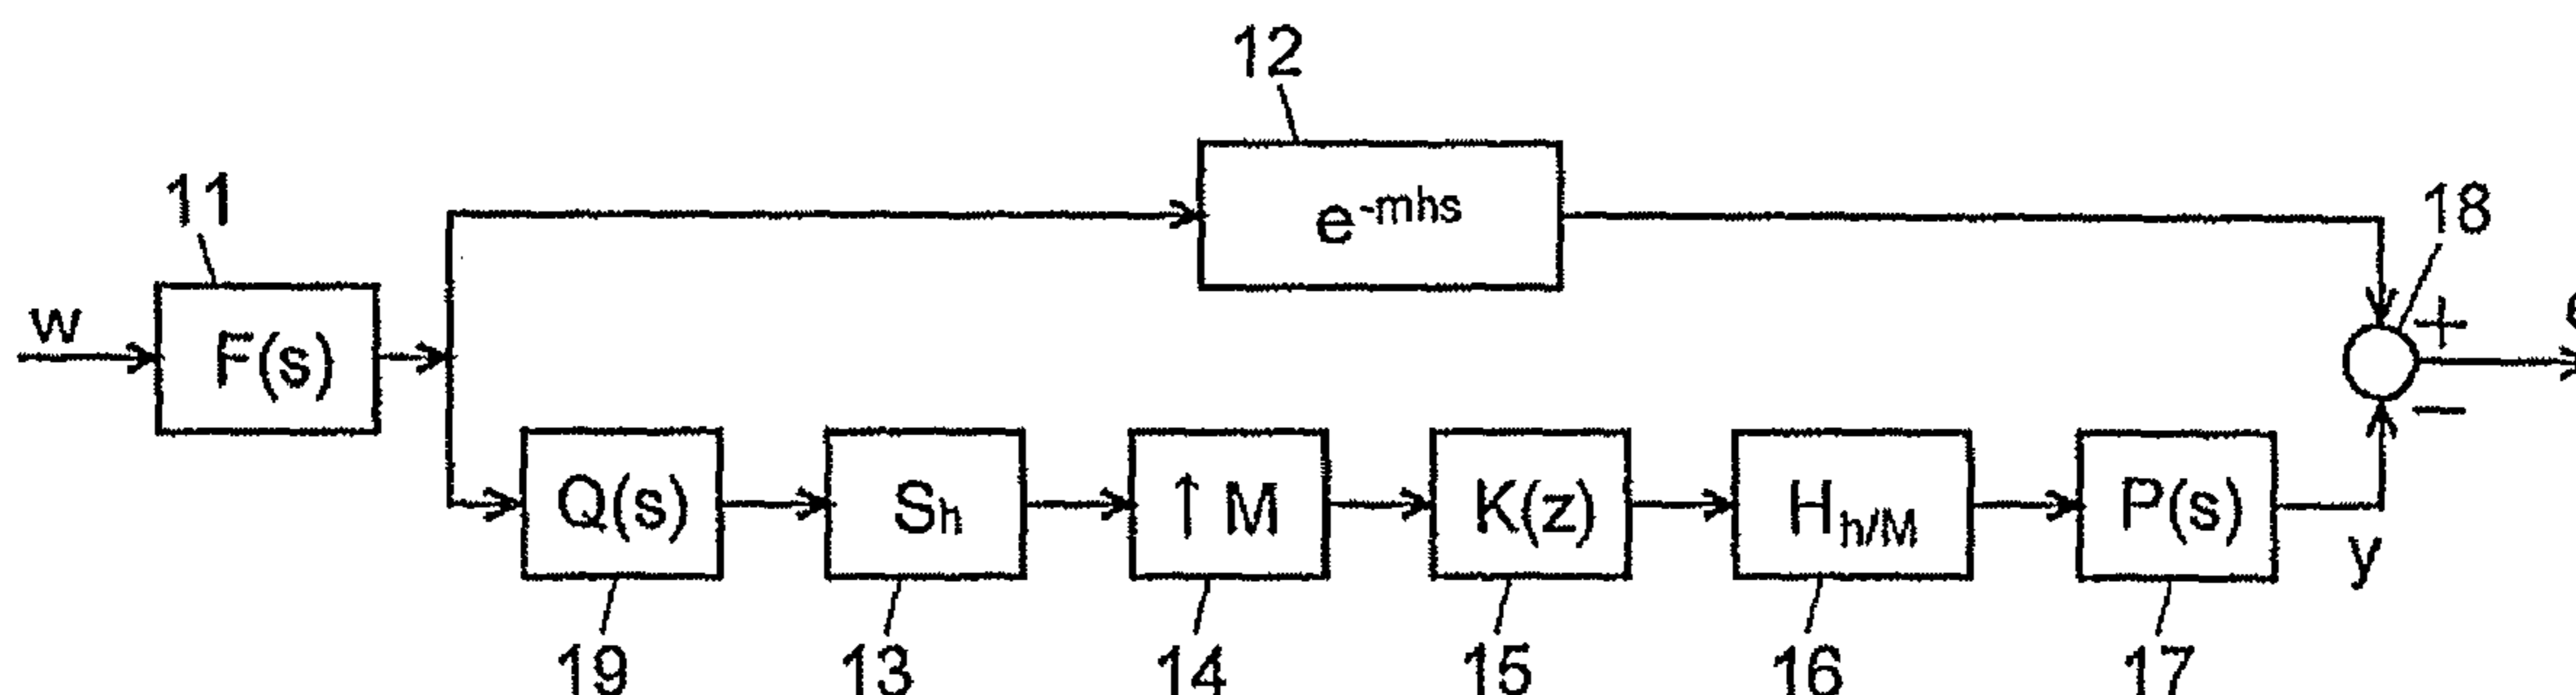 12
e^-mhs
11
18
w
F(s)
+
−
Q(s)
Sh
↑ M
K(z)
H_h/M
P(s)
y
19
13
14
15
16
17